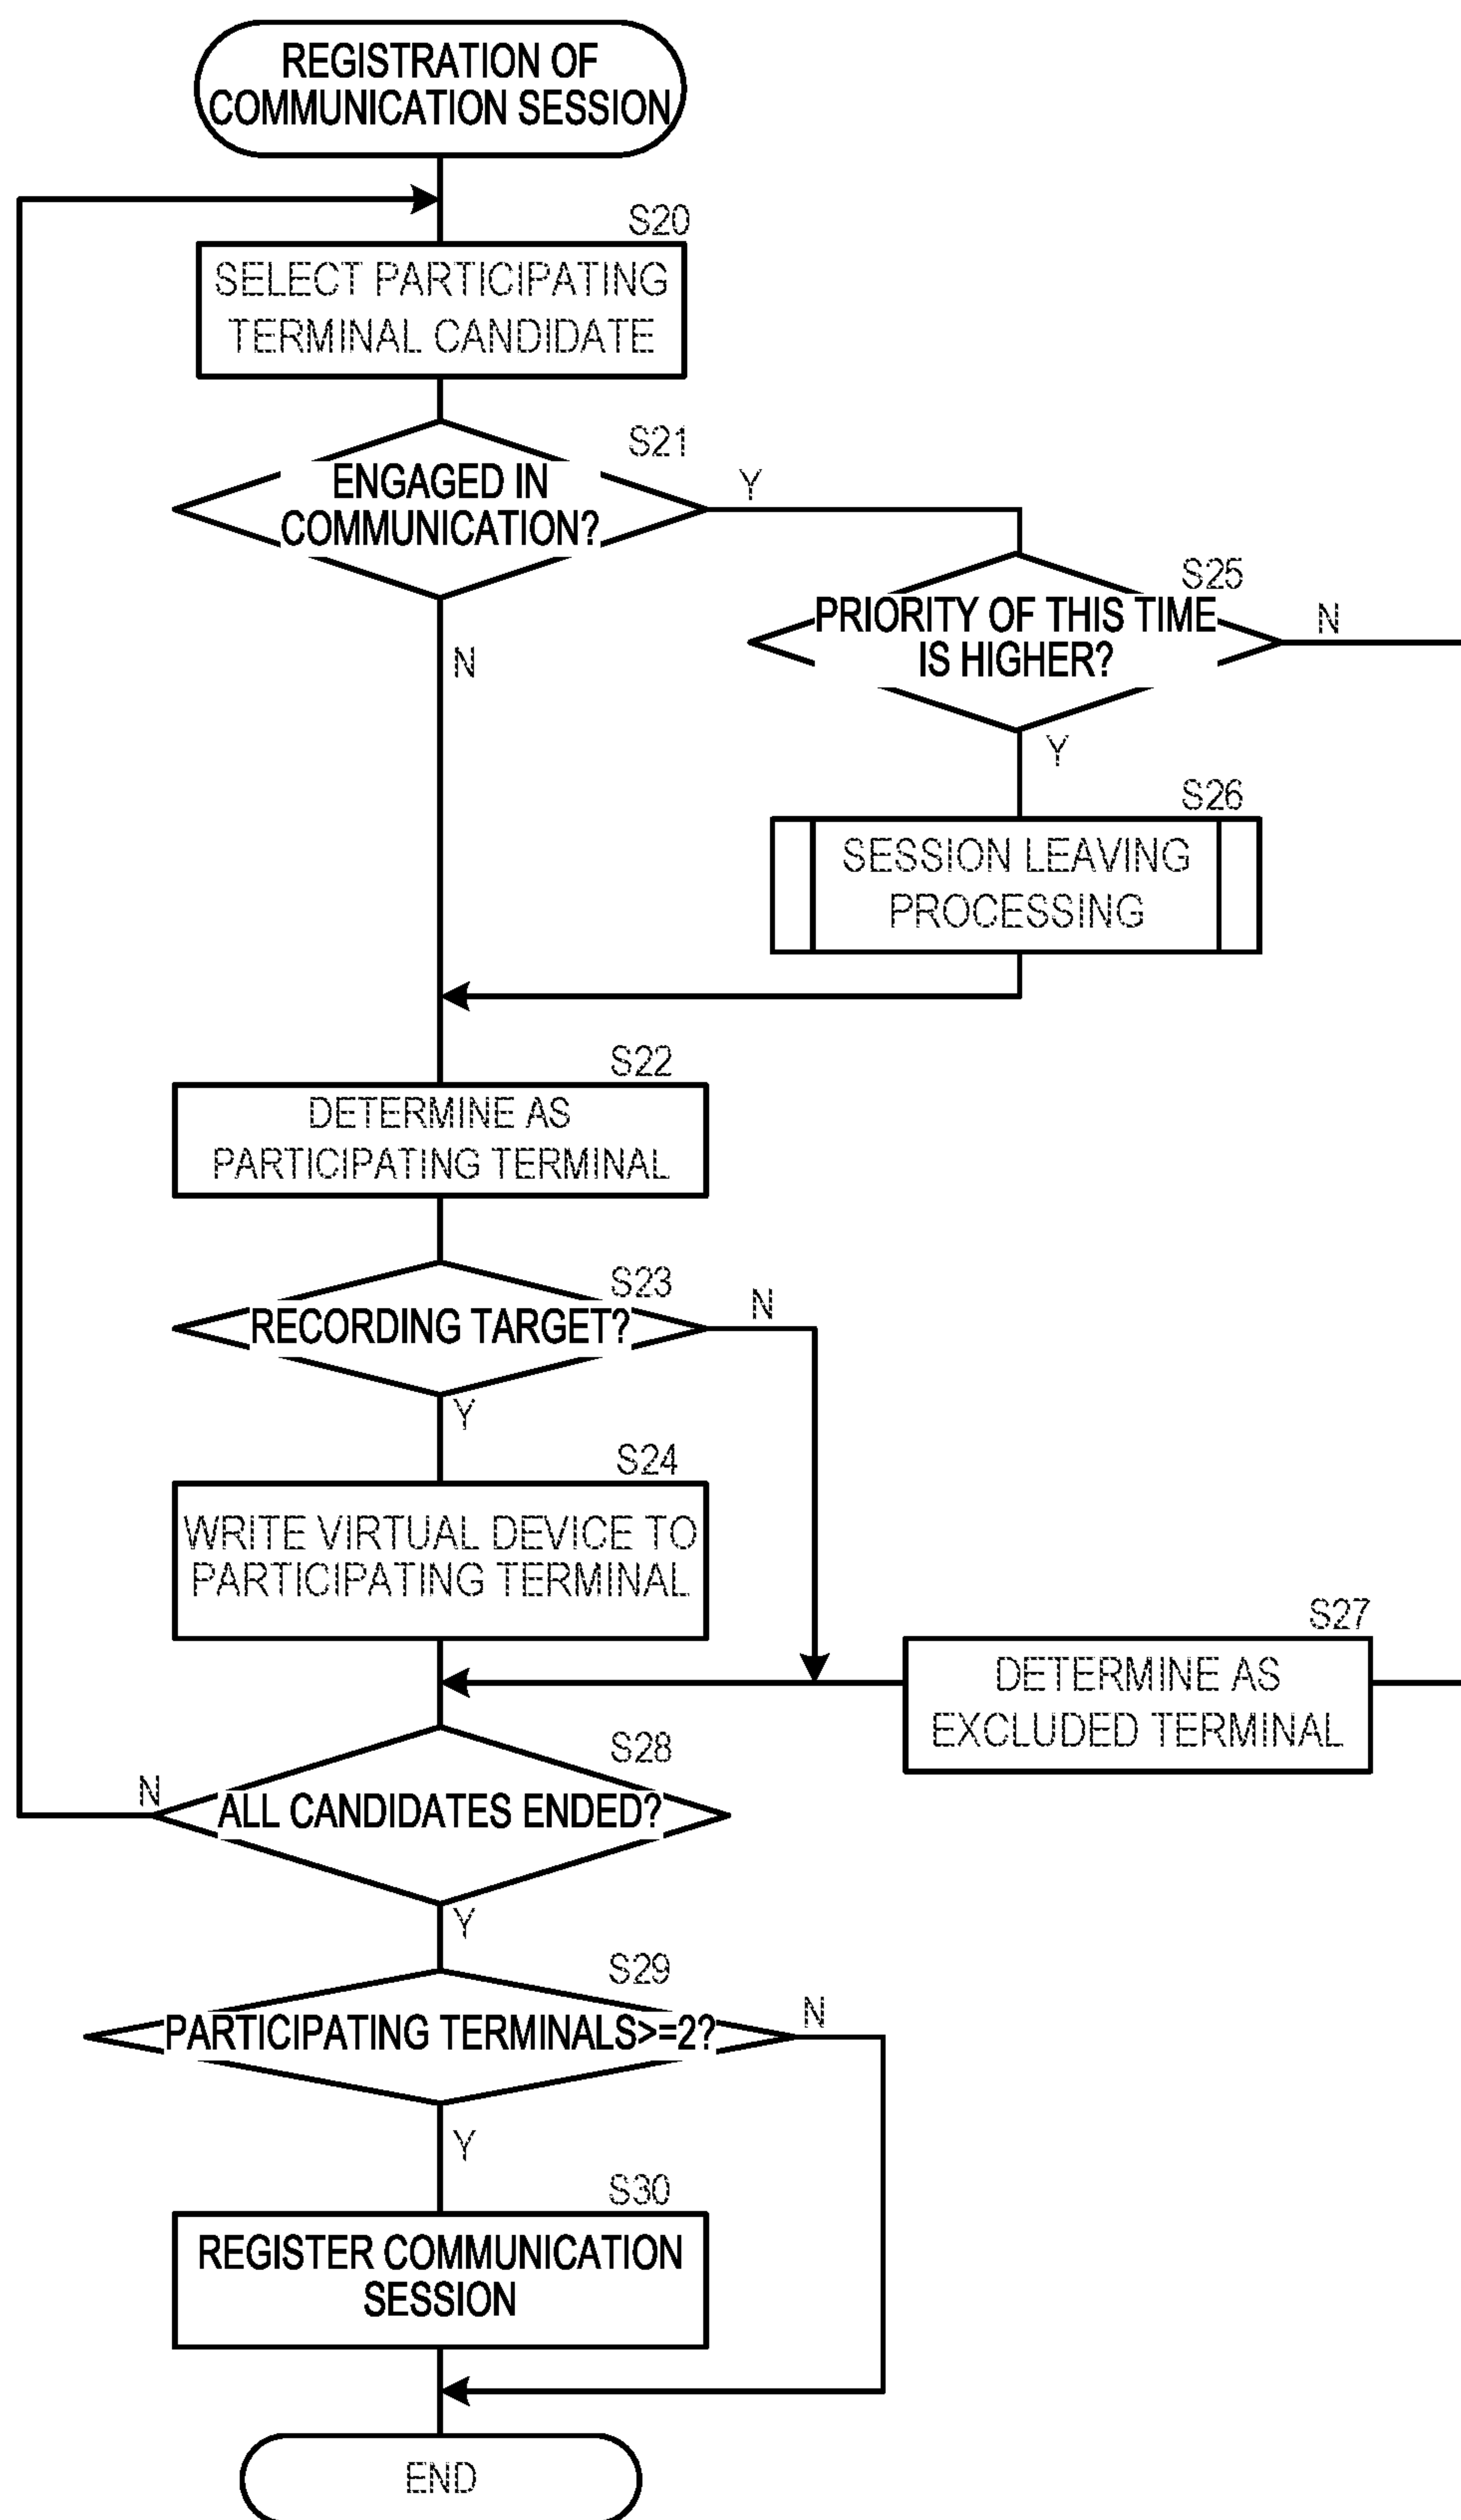 REGISTRATION OF
COMMUNICATION SESSION
S20
SELECT PARTICIPATING
TERMINAL CANDIDATE
S21
ENGAGED IN
COMMUNICATION?
Y
N
S25
PRIORITY OF THIS TIME
IS HIGHER?
N
Y
S26
SESSION LEAVING
PROCESSING
S22
DETERMINE AS
PARTICIPATING TERMINAL
S23
RECORDING TARGET?
N
Y
S24
WRITE VIRTUAL DEVICE TO
PARTICIPATING TERMINAL
S27
DETERMINE AS
EXCLUDED TERMINAL
S28
ALL CANDIDATES ENDED?
N
Y
S29
PARTICIPATING TERMINALS>=2?
N
Y
S30
REGISTER COMMUNICATION
SESSION
END